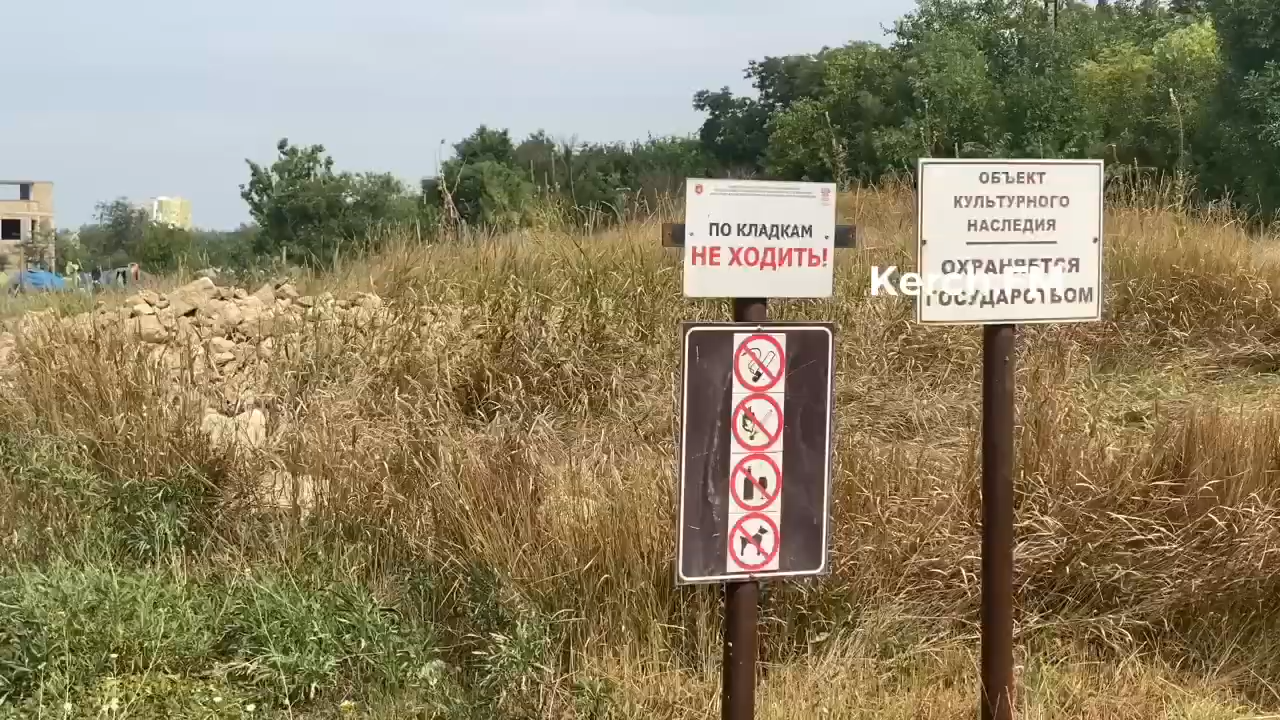 ПО КЛАДКАМ
НЕ ХОДИТЬ!
ОБЪЕКТ
КУЛЬТУРНОГО
НАСЛЕДИЯ
ОХРАНЯЕТСЯ
ГОСУДАРСТВОМ